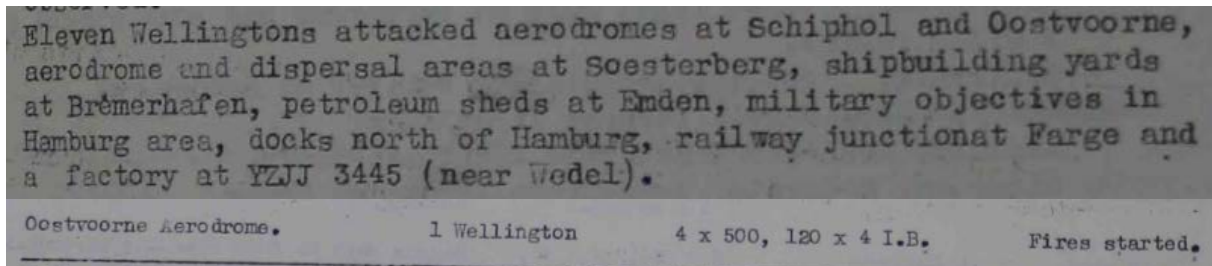 Eleven Wellingtons attacked aerodromes at Schiphol and Oostvoorne,
aerodrome and dispersal areas at Soesterberg, shipbuilding yards
at Bremerhafen, petroleum sheds at Emden, military objectives in
Hamburg area, docks north of Hamburg, railway junctionat Farge and
a factory at YZJJ 3445 (near Wedel).
Oostvoorne Aerodrome. 1 Wellington 4 x 500, 120 x 4 I.B. Fires started.